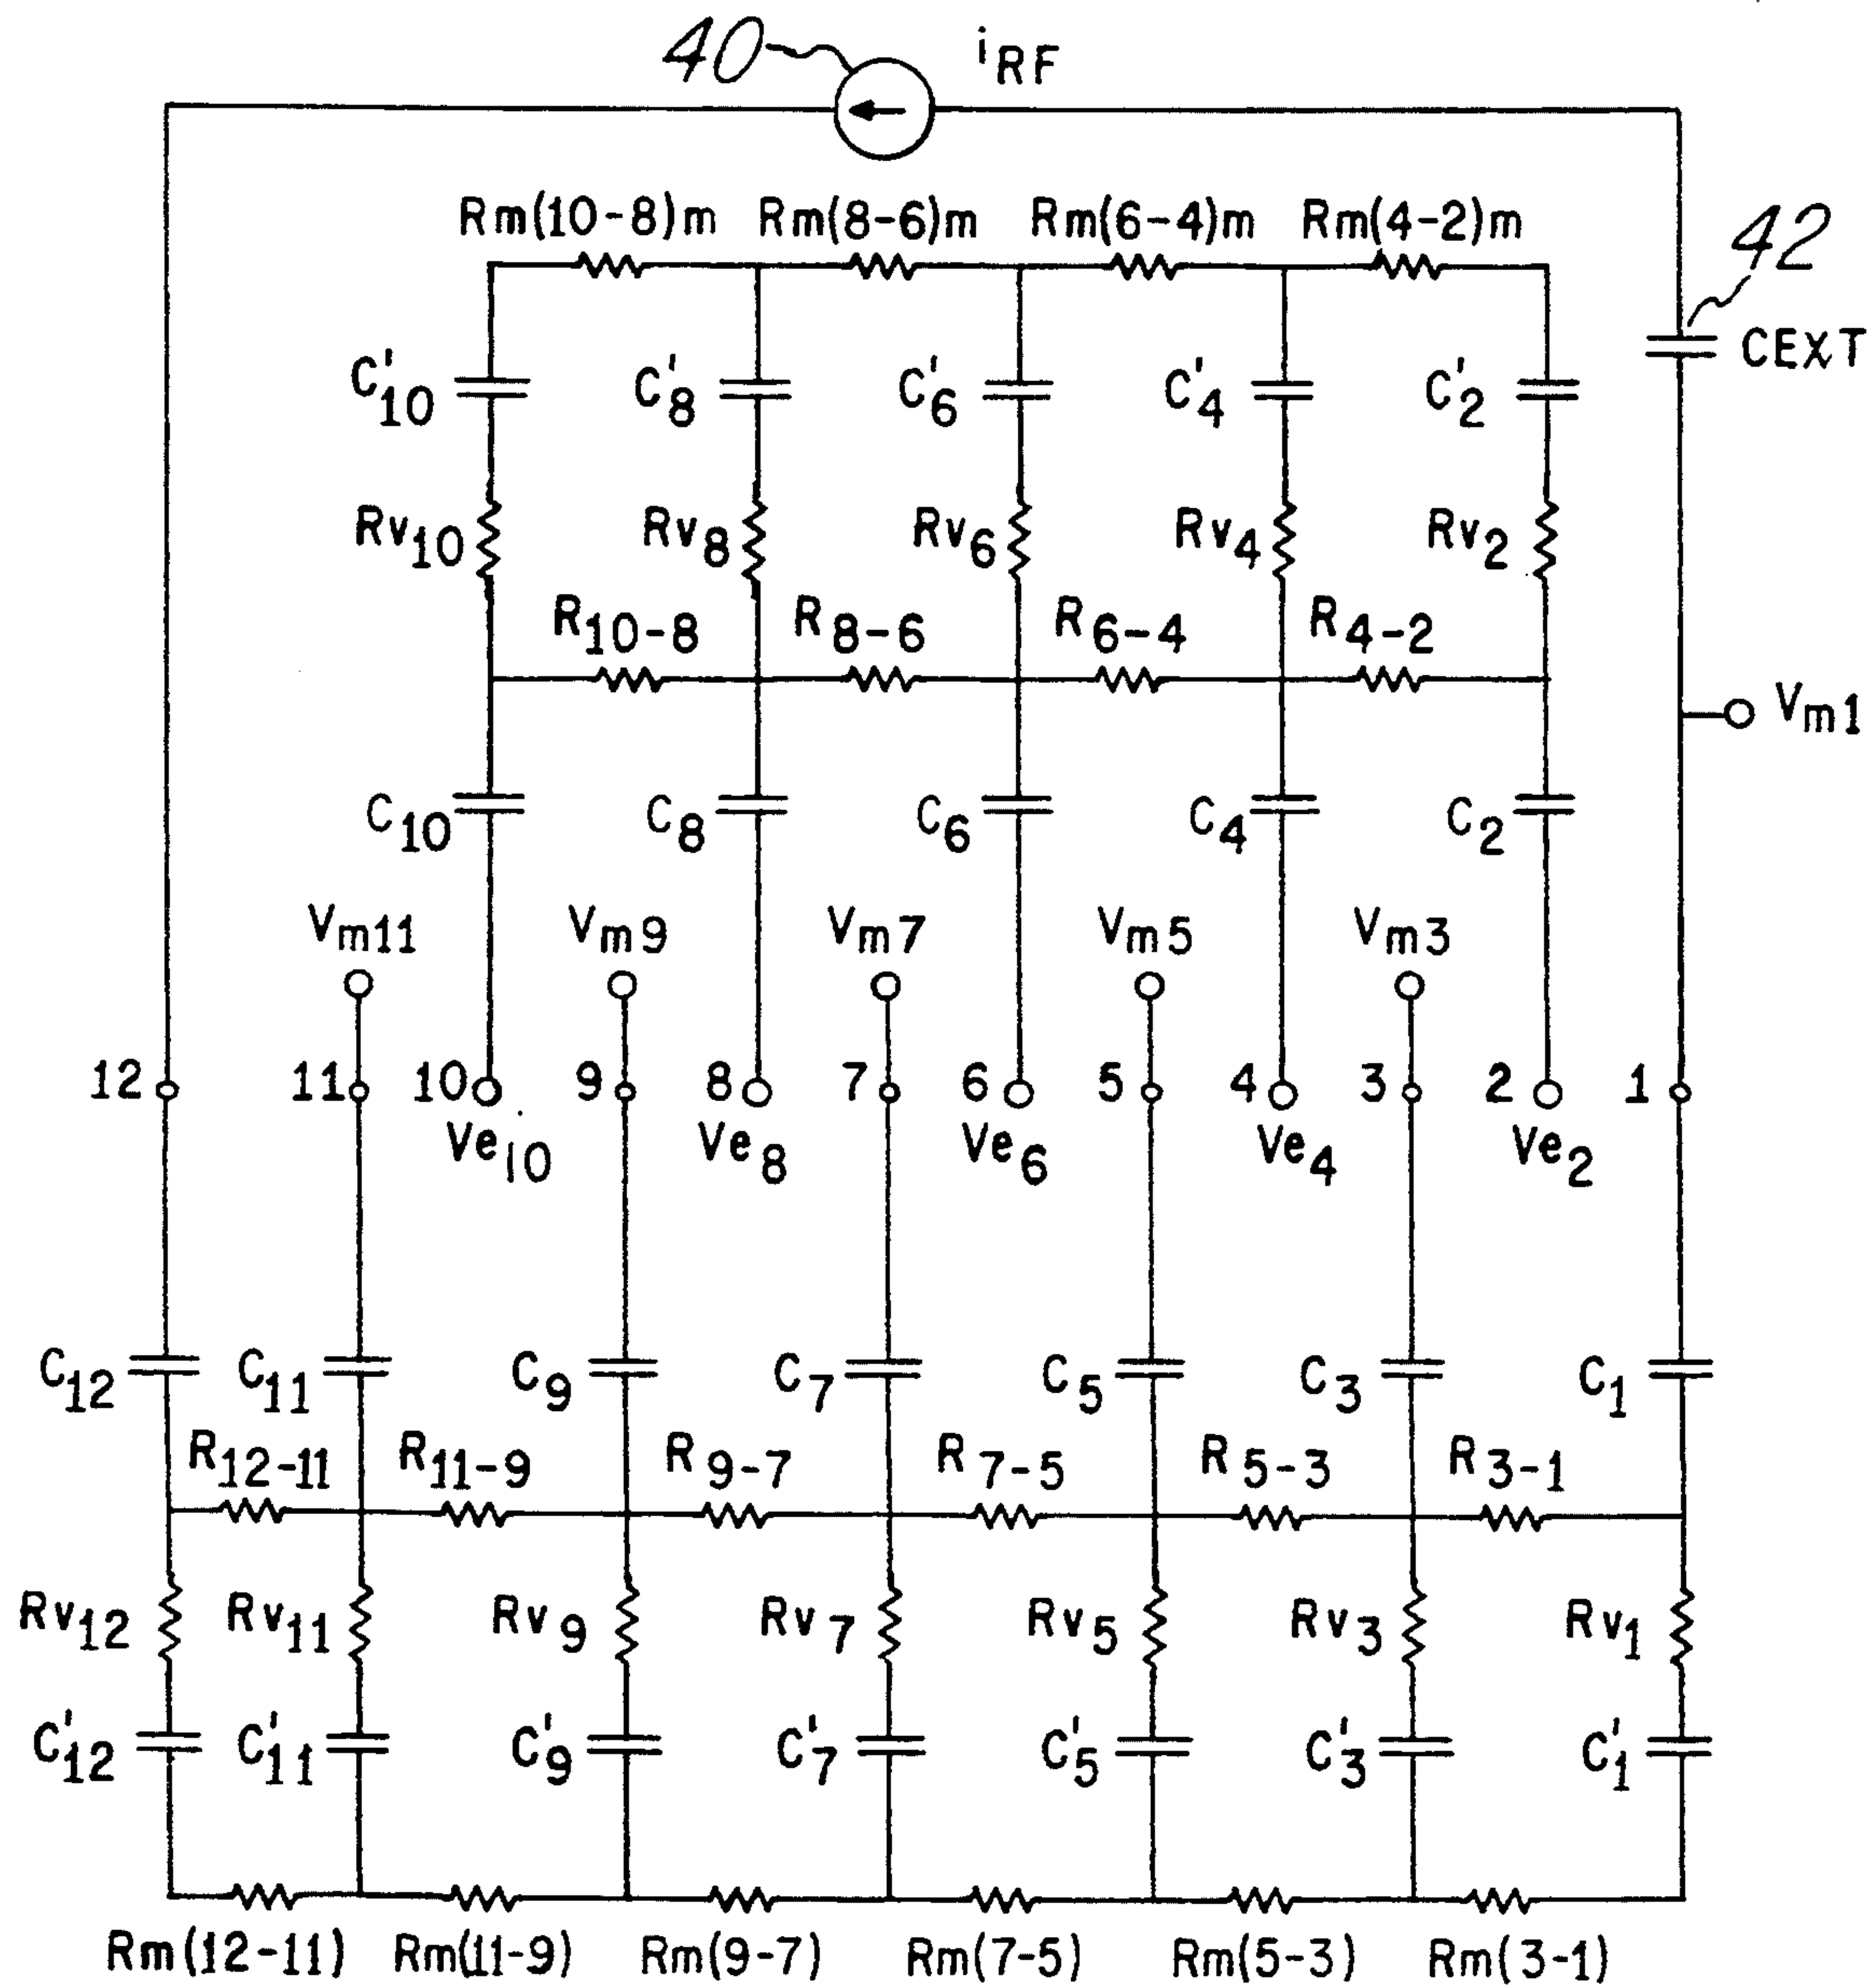 40 iRF
Rm(10-8)m Rm(8-6)m Rm(6-4)m Rm(4-2)m
42
CEXT
C'10 C'8 C'6 C'4 C'2
Rv10 Rv8 Rv6 Rv4 Rv2
R10-8 R8-6 R6-4 R4-2
Vm1
C10 C8 C6 C4 C2
Vm11 Vm9 Vm7 Vm5 Vm3
12 11 10 9 8 7 6 5 4 3 2 1
Ve10 Ve8 Ve6 Ve4 Ve2
C12 C11 C9 C7 C5 C3 C1
R12-11 R11-9 R9-7 R7-5 R5-3 R3-1
Rv12 Rv11 Rv9 Rv7 Rv5 Rv3 Rv1
C'12 C'11 C'9 C'7 C'5 C'3 C'1
Rm(12-11) Rm(11-9) Rm(9-7) Rm(7-5) Rm(5-3) Rm(3-1)